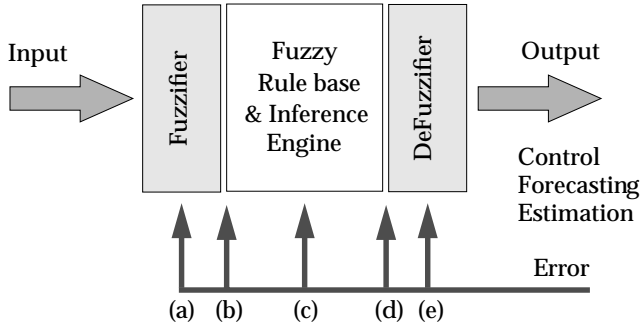 Input
Fuzzifier
Fuzzy
Rule base
& Inference
Engine
DeFuzzifier
Output
Control
Forecasting
Estimation
Error
(a) (b) (c) (d) (e)